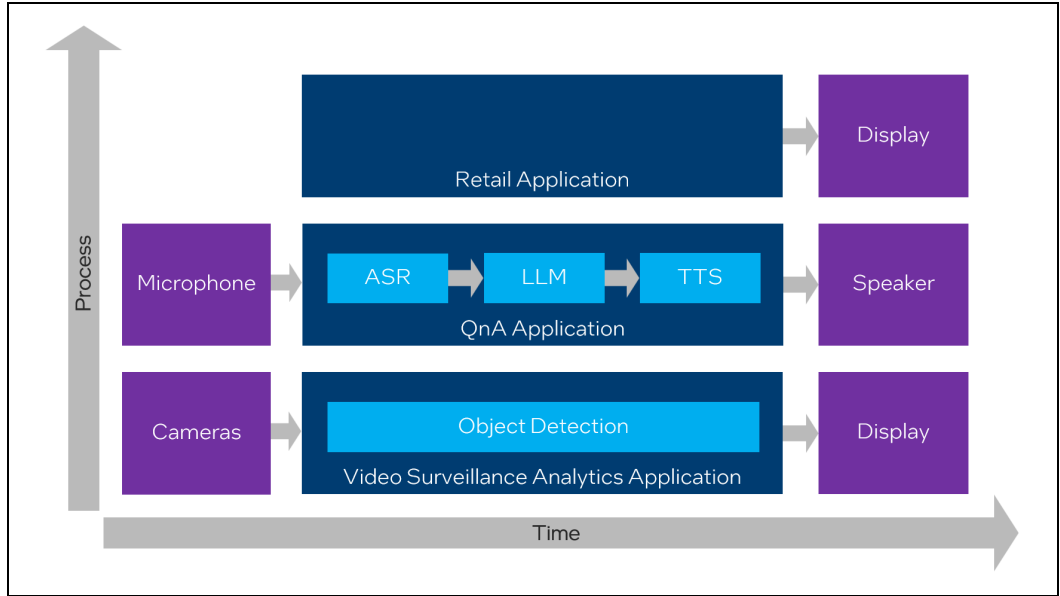 Process
Retail Application
Display
Microphone
ASR
LLM
TTS
QnA Application
Speaker
Cameras
Object Detection
Video Surveillance Analytics Application
Display
Time